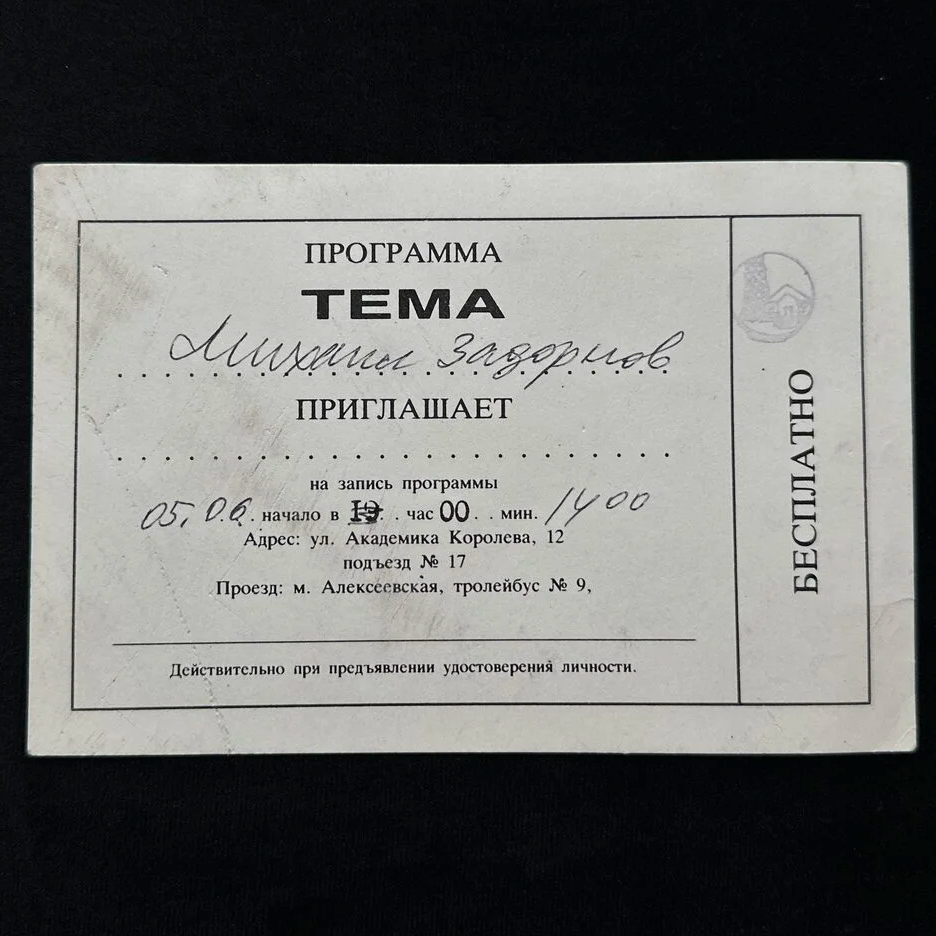 ПРОГРАММА
ТЕМА
Михаил Задорнов
ПРИГЛАШАЕТ
на запись программы
05.06. начало в 19 . . час 00 . . мин. 14 00
Адрес: ул. Академика Королева, 12
подъезд № 17
Проезд: м. Алексеевская, тролейбус № 9,
Действительно при предъявлении удостоверения личности.
БЕСПЛАТНО